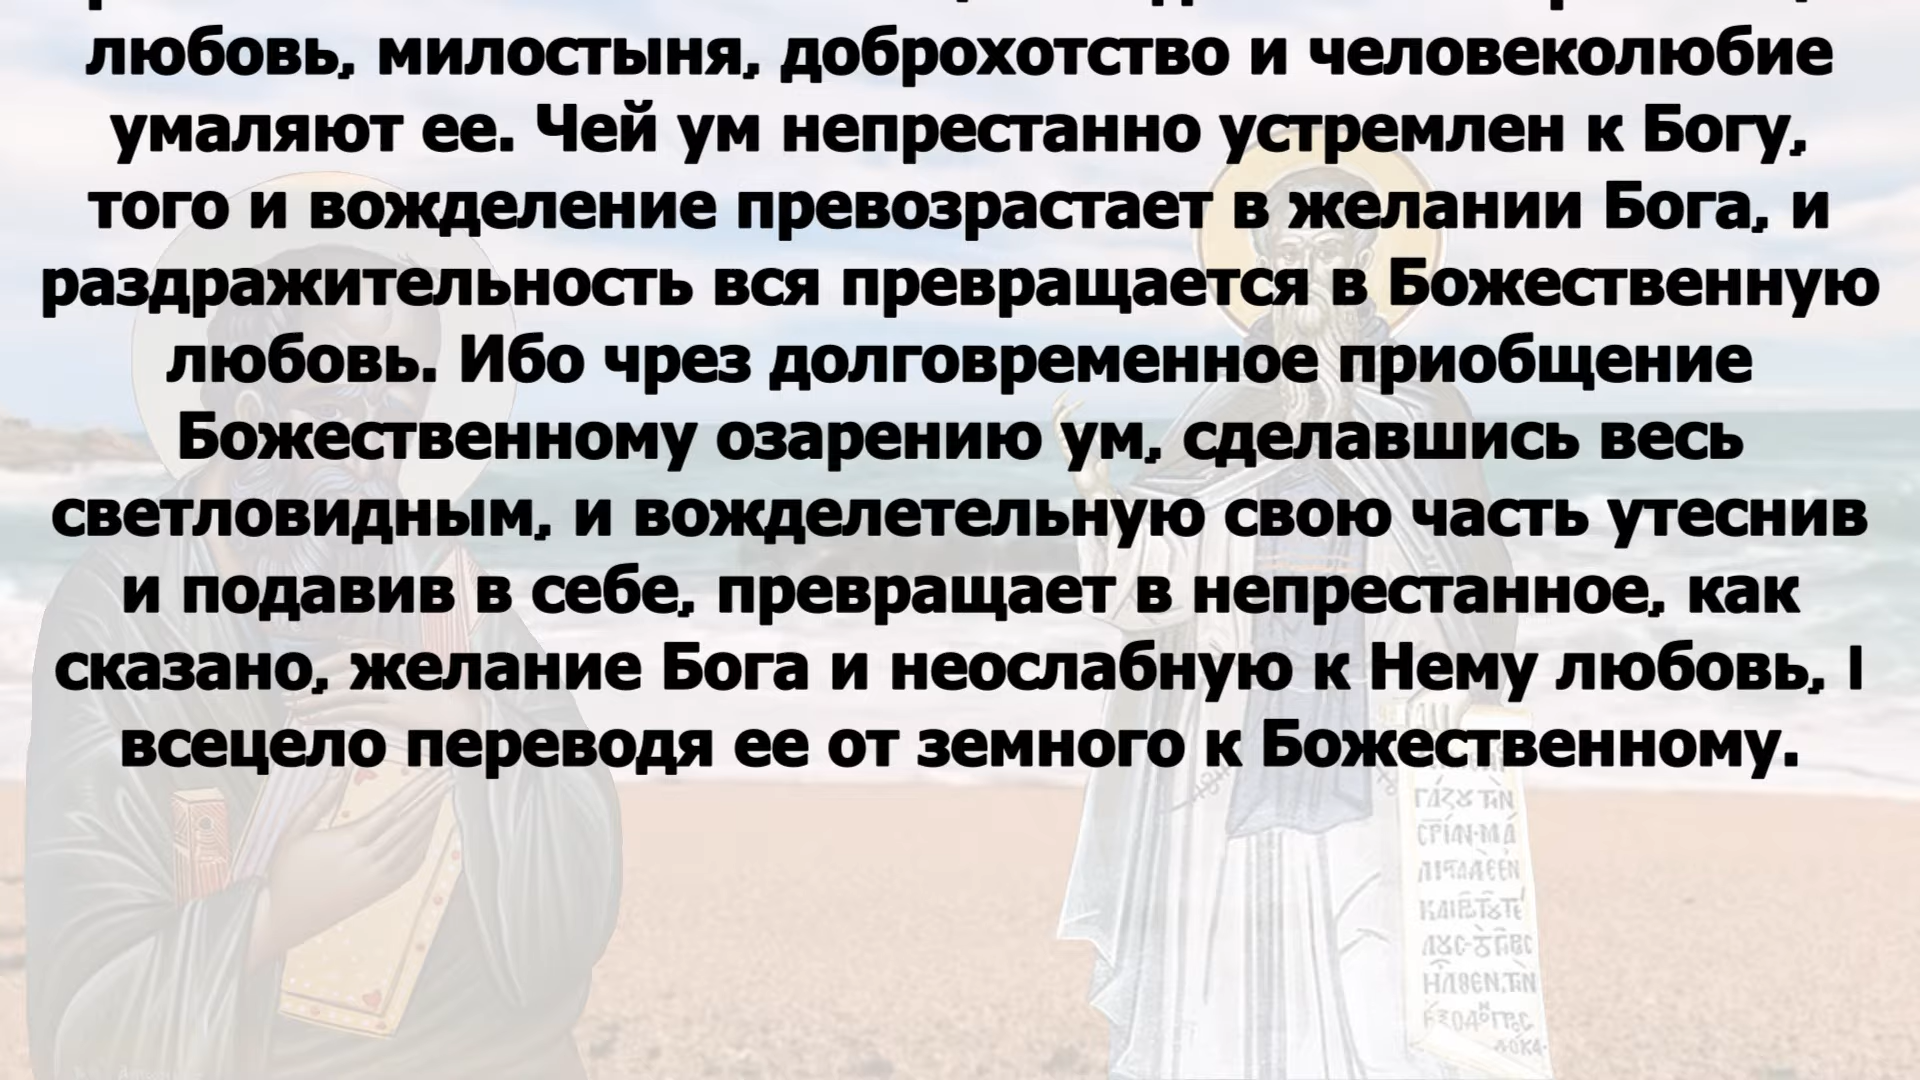 любовь, милостыня, доброхотство и человеколюбие
умаляют ее. Чей ум непрестанно устремлен к Богу,
того и вожделение превозрастает в желании Бога, и
раздражительность вся превращается в Божественную
любовь. Ибо чрез долговременное приобщение
Божественному озарению ум, сделавшись весь
светловидным, и вожделетельную свою часть утеснив
и подавив в себе, превращает в непрестанное, как
сказано, желание Бога и неослабную к Нему любовь, |
всецело переводя ее от земного к Божественному.